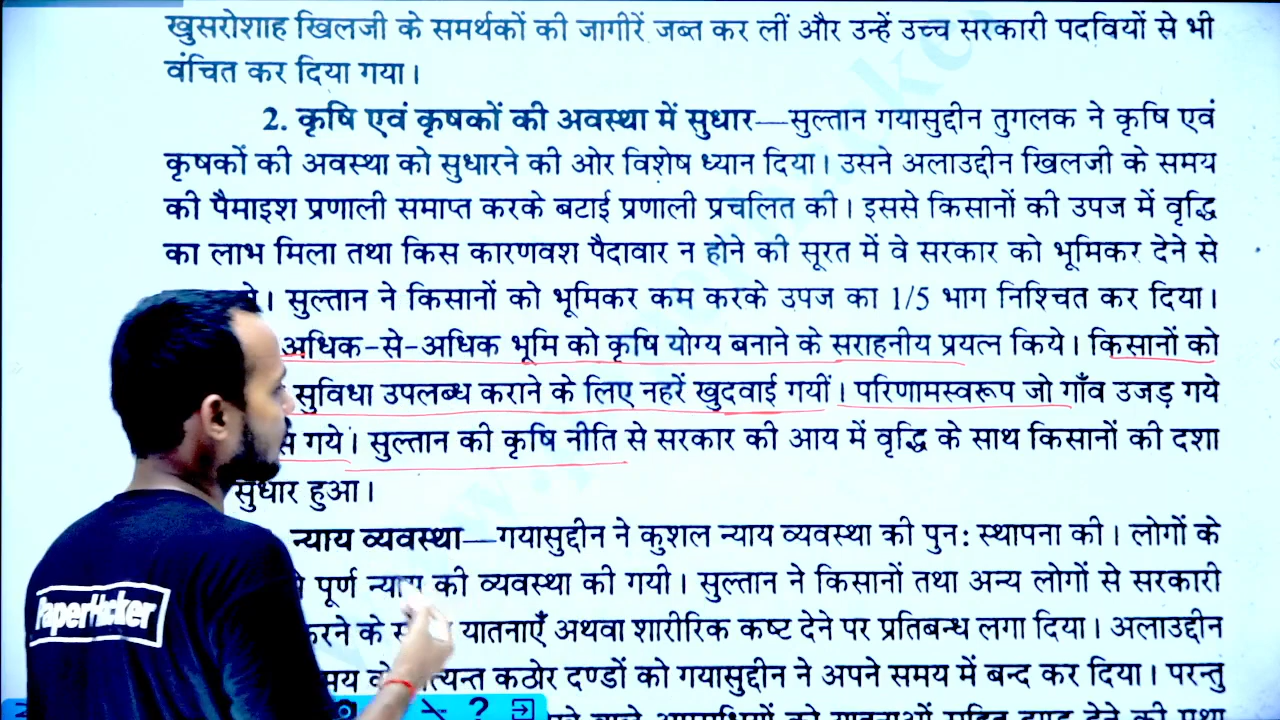 खुसरोशाह खिलजी के समर्थकों की जागीरें जब्त कर लीं और उन्हें उच्च सरकारी पदवियों से भी
वंचित कर दिया गया।
2. कृषि एवं कृषकों की अवस्था में सुधार—सुल्तान गयासुद्दीन तुगलक ने कृषि एवं
कृषकों की अवस्था को सुधारने की ओर विशेष ध्यान दिया। उसने अलाउद्दीन खिलजी के समय
की पैमाइश प्रणाली समाप्त करके बटाई प्रणाली प्रचलित की। इससे किसानों की उपज में वृद्धि
का लाभ मिला तथा किस कारणवश पैदावार न होने की सूरत में वे सरकार को भूमिकर देने से
सुल्तान ने किसानों को भूमिकर कम करके उपज का 1/5 भाग निश्चित कर दिया।
अधिक-से-अधिक भूमि को कृषि योग्य बनाने के सराहनीय प्रयत्न किये। किसानों को
सुविधा उपलब्ध कराने के लिए नहरें खुदवाई गयीं। परिणामस्वरूप जो गाँव उजड़ गये
गये। सुल्तान की कृषि नीति से सरकार की आय में वृद्धि के साथ किसानों की दशा
सुधार हुआ।
न्याय व्यवस्था—गयासुद्दीन ने कुशल न्याय व्यवस्था की पुन: स्थापना की। लोगों के
पूर्ण न्याय की व्यवस्था की गयी। सुल्तान ने किसानों तथा अन्य लोगों से सरकारी
के यातनाएँ अथवा शारीरिक कष्ट देने पर प्रतिबन्ध लगा दिया। अलाउद्दीन
कठोर दण्डों को गयासुद्दीन ने अपने समय में बन्द कर दिया। परन्तु
PaperHacker